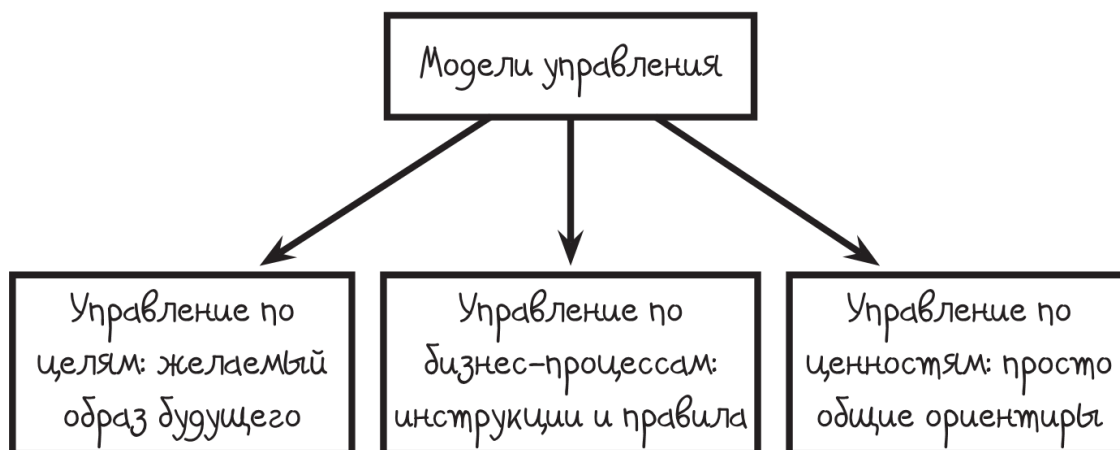 Модели управления
Управление по
целям: желаемый
образ будущего
Управление по
бизнес-процессам:
инструкции и правила
Управление по
ценностям: просто
общие ориентиры